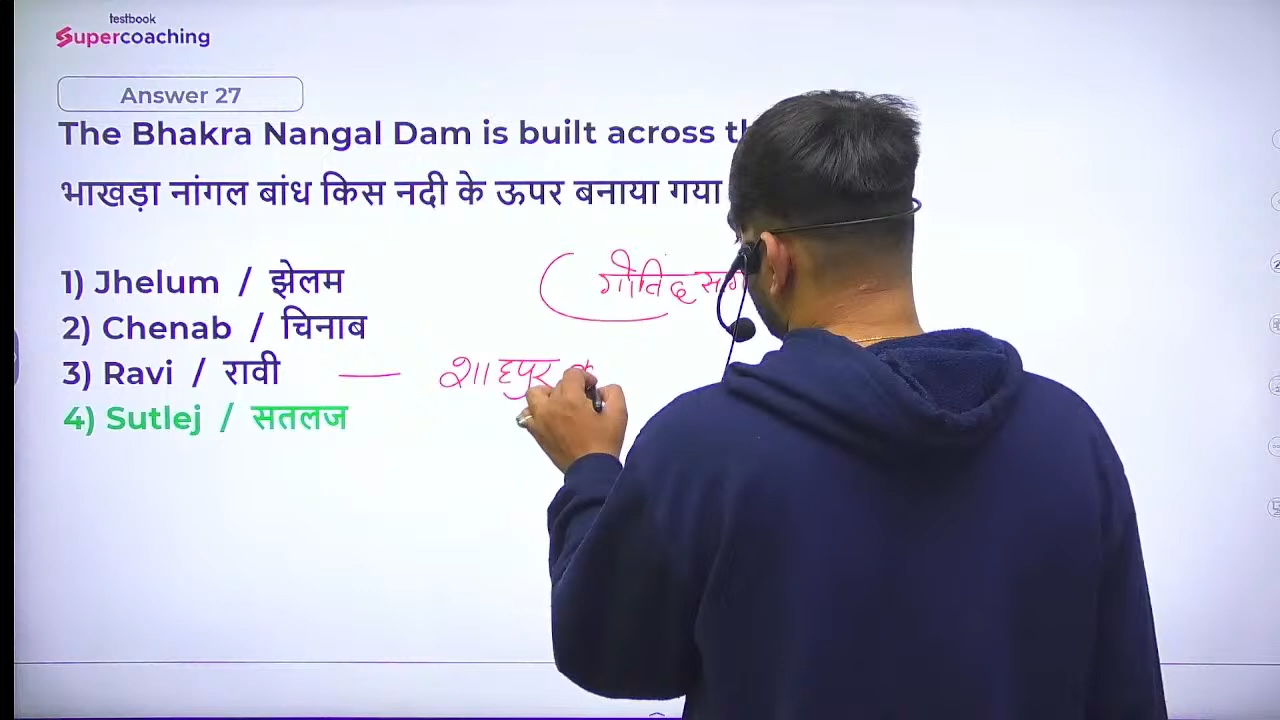 testbook
Supercoaching
Answer 27
The Bhakra Nangal Dam is built across
भाखड़ा नांगल बांध किस नदी के ऊपर बनाया गया
1) Jhelum / झेलम
2) Chenab / चिनाब
3) Ravi / रावी — शाहपुर
4) Sutlej / सतलज